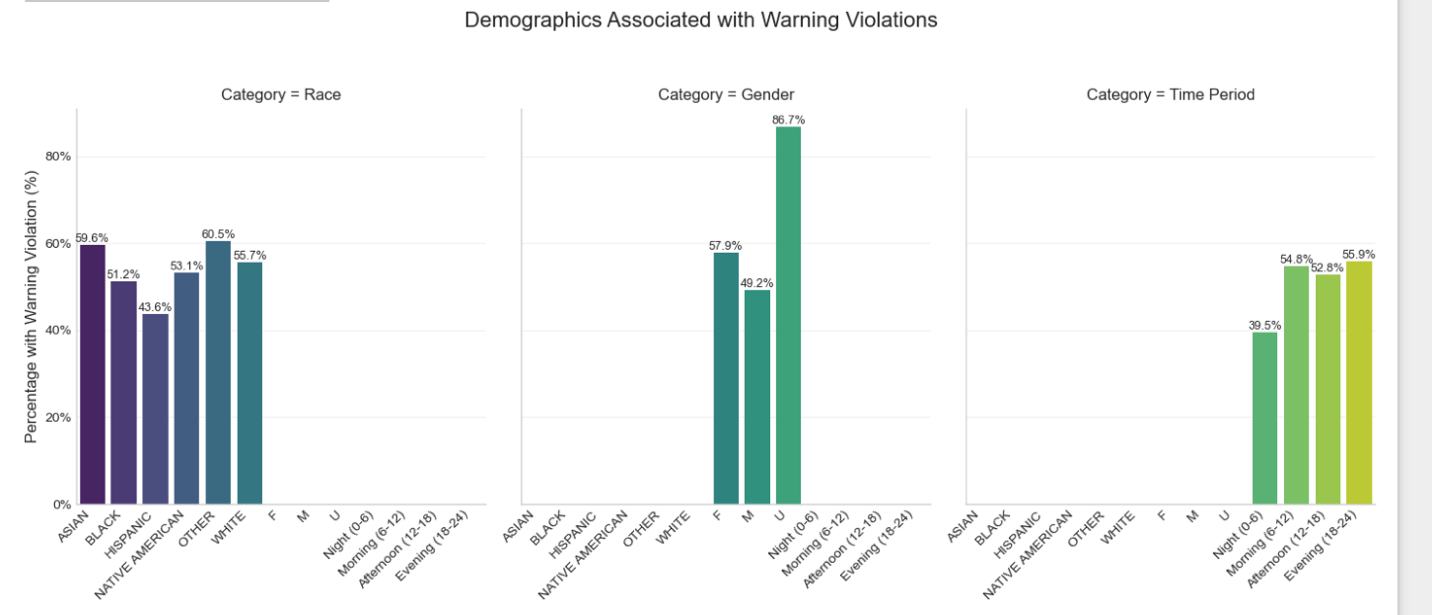 Demographics Associated with Warning Violations
Category = Race
Category = Gender
Category = Time Period
Percentage with Warning Violation (%)
80%
60%
40%
20%
0%
59.6%
51.2%
43.6%
53.1%
60.5%
55.7%
ASIAN
BLACK
HISPANIC
NATIVE AMERICAN
OTHER
WHITE
F
M
U
Night (0-6)
Morning (6-12)
Afternoon (12-18)
Evening (18-24)
57.9%
49.2%
86.7%
ASIAN
BLACK
HISPANIC
NATIVE AMERICAN
OTHER
WHITE
F
M
U
Night (0-6)
Morning (6-12)
Afternoon (12-18)
Evening (18-24)
39.5%
54.8%
52.8%
55.9%
ASIAN
BLACK
HISPANIC
NATIVE AMERICAN
OTHER
WHITE
F
M
U
Night (0-6)
Morning (6-12)
Afternoon (12-18)
Evening (18-24)